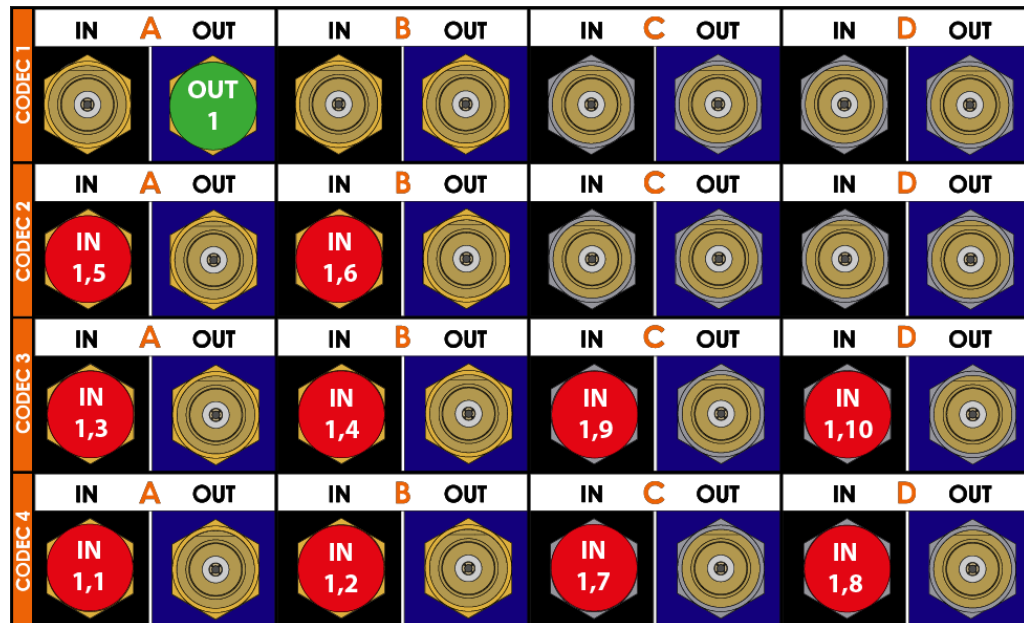 CODEC 1
IN A OUT IN B OUT IN C OUT IN D OUT
OUT
1
CODEC 2
IN A OUT IN B OUT IN C OUT IN D OUT
IN
1,5
IN
1,6
CODEC 3
IN A OUT IN B OUT IN C OUT IN D OUT
IN
1,3
IN
1,4
IN
1,9
IN
1,10
CODEC 4
IN A OUT IN B OUT IN C OUT IN D OUT
IN
1,1
IN
1,2
IN
1,7
IN
1,8